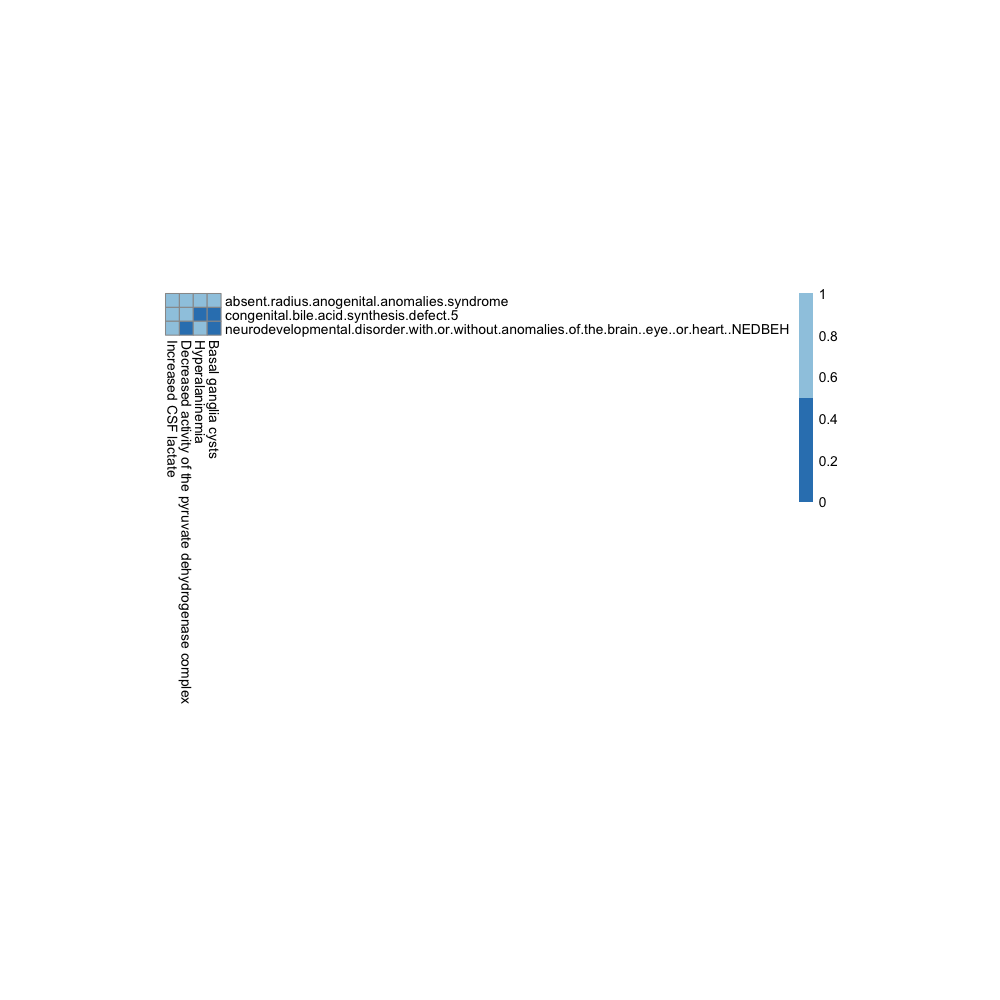 absent.radius.anogenital.anomalies.syndrome
congenital.bile.acid.synthesis.defect.5
neurodevelopmental.disorder.with.or.without.anomalies.of.the.brain..eye..or.heart..NEDBEH
Increased CSF lactate
Decreased activity of the pyruvate dehydrogenase complex
Hyperalaninemia
Basal ganglia cysts
1
0.8
0.6
0.4
0.2
0